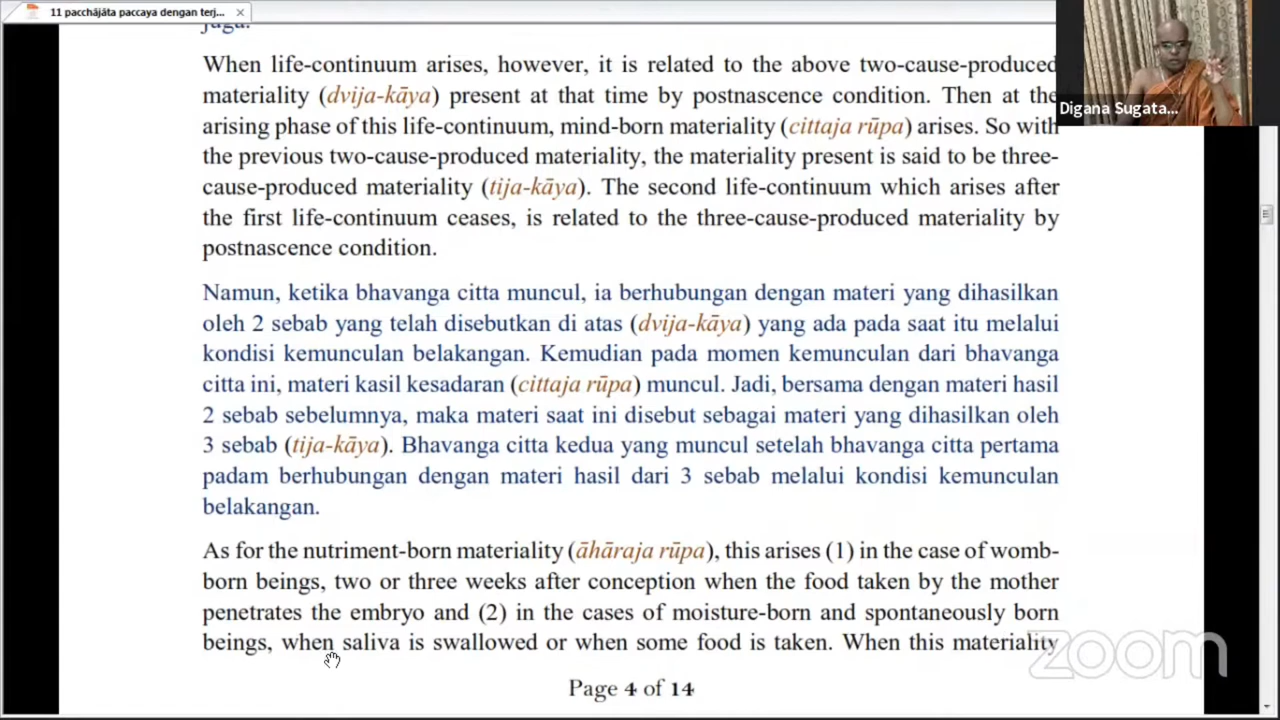 11 pacchājāta paccaya dengan terj...
juga.
Digana Sugata...
When life-continuum arises, however, it is related to the above two-cause-produced
materiality (dvija-kāya) present at that time by postnascence condition. Then at the
arising phase of this life-continuum, mind-born materiality (cittaja rūpa) arises. So with
the previous two-cause-produced materiality, the materiality present is said to be three-
cause-produced materiality (tija-kāya). The second life-continuum which arises after
the first life-continuum ceases, is related to the three-cause-produced materiality by
postnascence condition.
Namun, ketika bhavanga citta muncul, ia berhubungan dengan materi yang dihasilkan
oleh 2 sebab yang telah disebutkan di atas (dvija-kāya) yang ada pada saat itu melalui
kondisi kemunculan belakangan. Kemudian pada momen kemunculan dari bhavanga
citta ini, materi kasil kesadaran (cittaja rūpa) muncul. Jadi, bersama dengan materi hasil
2 sebab sebelumnya, maka materi saat ini disebut sebagai materi yang dihasilkan oleh
3 sebab (tija-kāya). Bhavanga citta kedua yang muncul setelah bhavanga citta pertama
padam berhubungan dengan materi hasil dari 3 sebab melalui kondisi kemunculan
belakangan.
As for the nutriment-born materiality (āhāraja rūpa), this arises (1) in the case of womb-
born beings, two or three weeks after conception when the food taken by the mother
penetrates the embryo and (2) in the cases of moisture-born and spontaneously born
beings, when saliva is swallowed or when some food is taken. When this materiality
zoom
Page 4 of 14